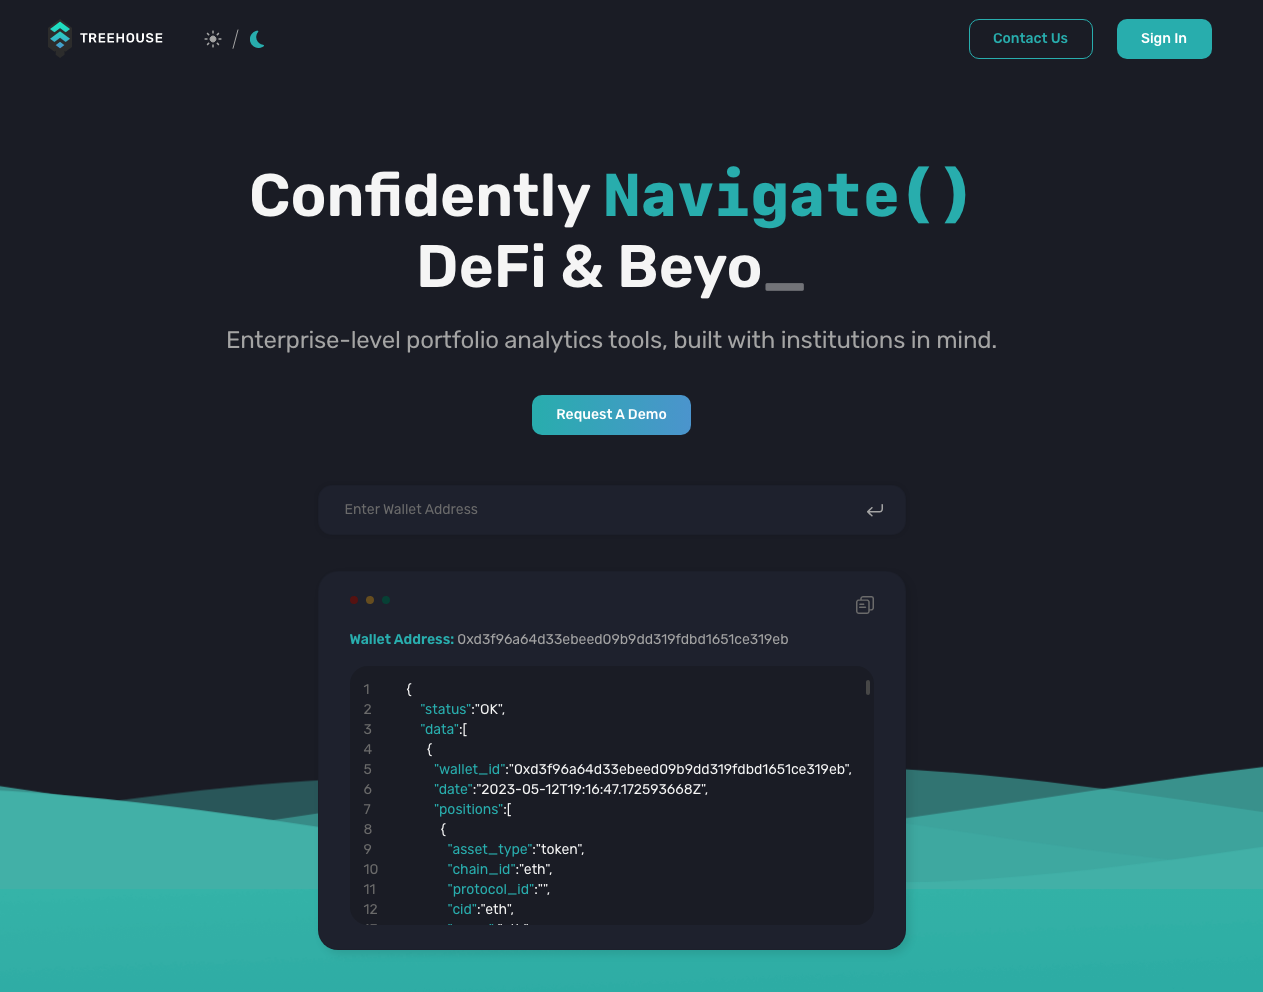 TREEHOUSE
/
Contact Us
Sign In
Confidently Navigate()
DeFi & Beyo_
Enterprise-level portfolio analytics tools, built with institutions in mind.
Request A Demo
Enter Wallet Address
Wallet Address: 0xd3f96a64d33ebeed09b9dd319fdbd1651ce319eb
1 {
2 "status":"OK",
3 "data":[
4 {
5 "wallet_id":"0xd3f96a64d33ebeed09b9dd319fdbd1651ce319eb",
6 "date":"2023-05-12T19:16:47.172593668Z",
7 "positions":[
8 {
9 "asset_type":"token",
10 "chain_id":"eth",
11 "protocol_id":"",
12 "cid":"eth",